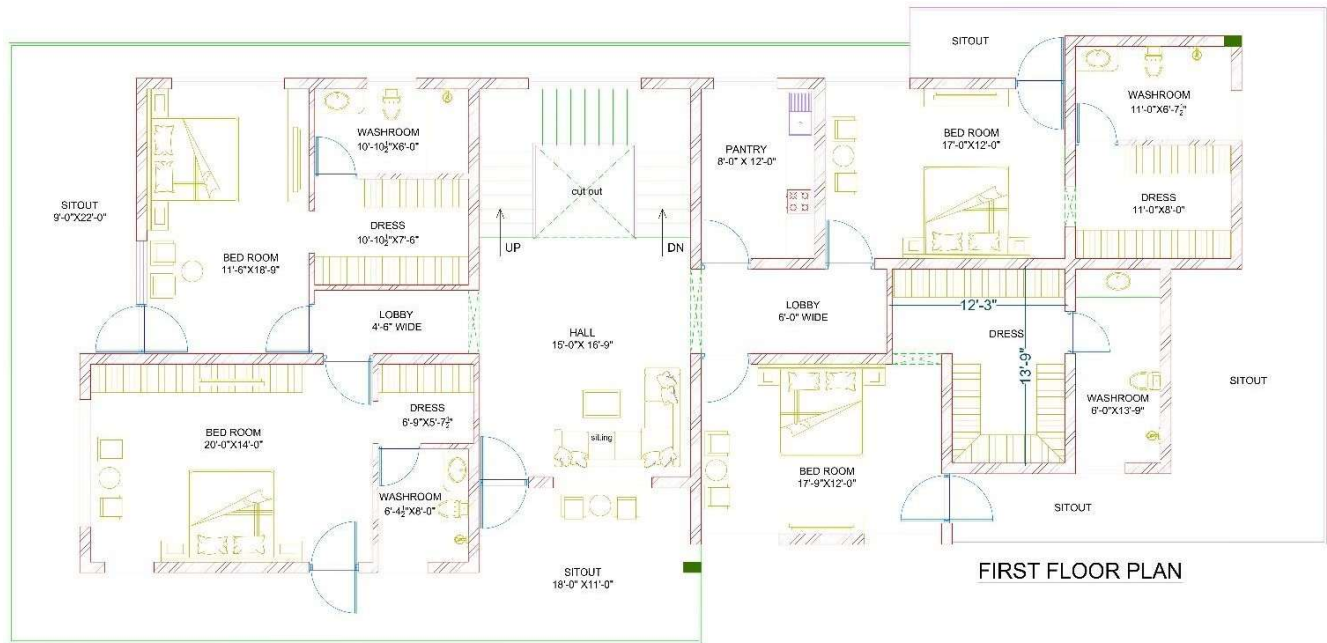 SITOUT
WASHROOM
11'-0"X6'-7½"
WASHROOM
10'-10½"X6'-0"
BED ROOM
17'-0"X12'-0"
PANTRY
8'-0" X 12'-0"
cut out
SITOUT
9'-0"X22'-0"
DRESS
11'-0"X8'-0"
DRESS
10'-10½"X7'-6"
UP
DN
BED ROOM
11'-6"X18'-9"
LOBBY
4'-6" WIDE
LOBBY
6'-0" WIDE
12'-3"
HALL
15'-0"X 16'-9"
DRESS
13'-9"
SITOUT
WASHROOM
6'-0"X13'-9"
DRESS
6'-9"X5'-7½"
BED ROOM
20'-0"X14'-0"
BED ROOM
17'-9"X12'-0"
WASHROOM
6'-4½"X8'-0"
SITOUT
SITOUT
18'-0" X11'-0"
FIRST FLOOR PLAN